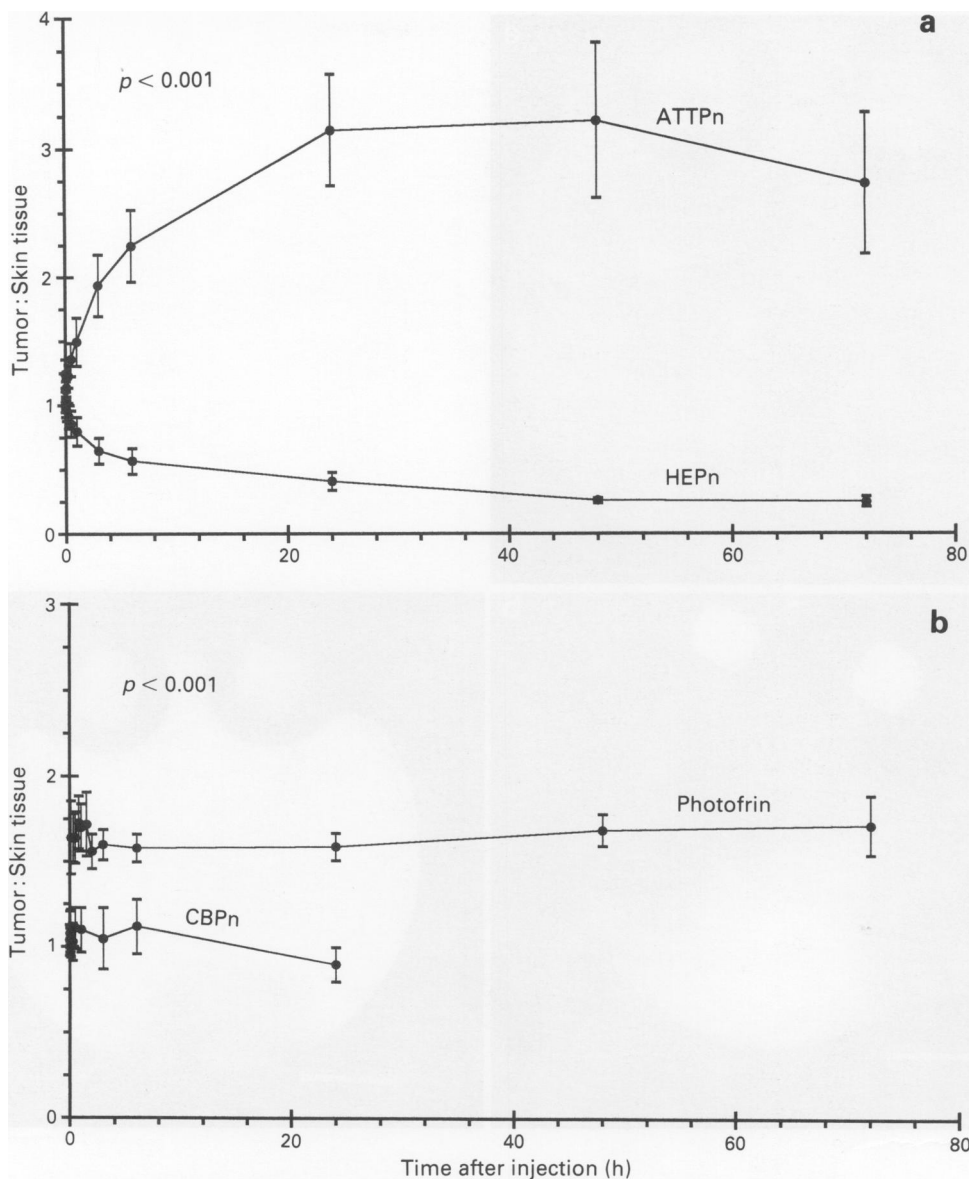 a
4
p < 0.001
ATTPn
3
Tumor : Skin tissue
2
1
HEPn
0
0 20 40 60 80
b
3
p < 0.001
2
Photofrin
Tumor : Skin tissue
CBPn
1
0
0 20 40 60 80
Time after injection (h)